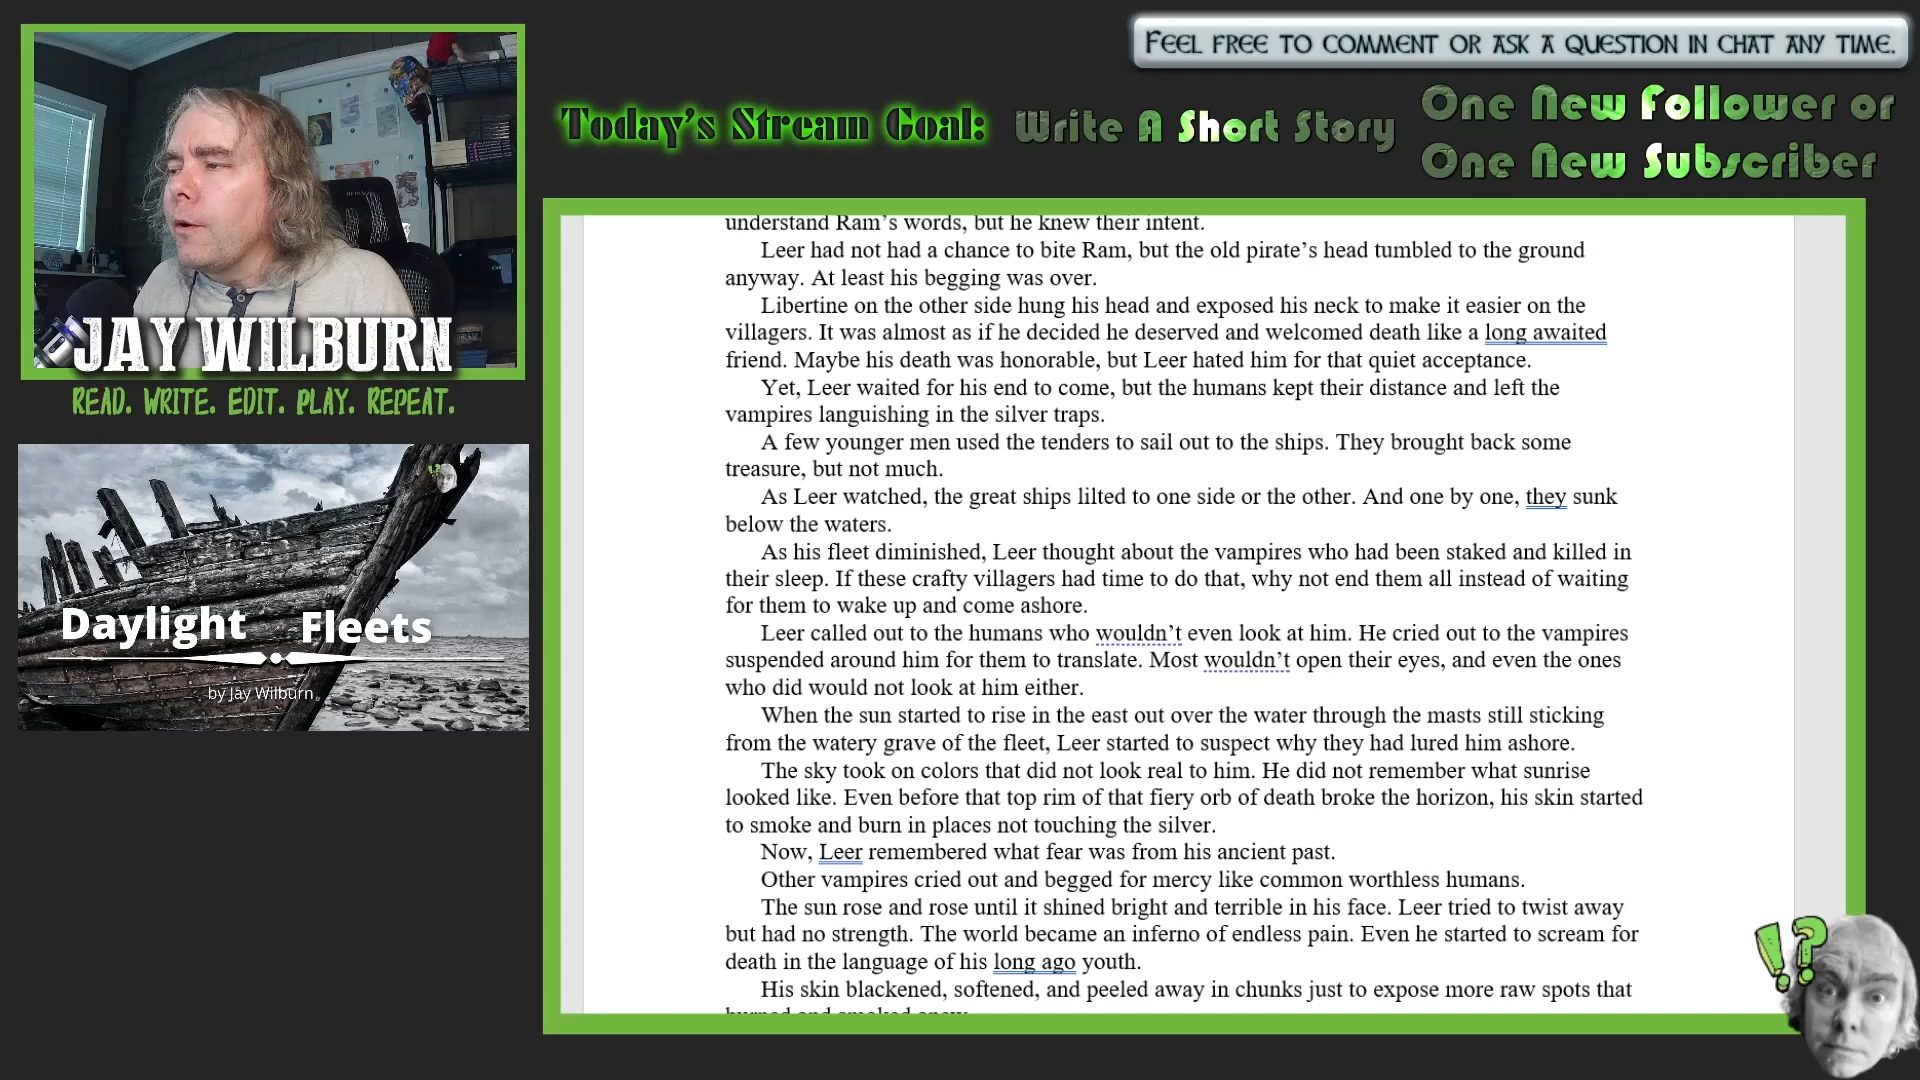 FEEL FREE TO COMMENT OR ASK A QUESTION IN CHAT ANY TIME.
Today's Stream Goal:
Write A Short Story
One New Follower or
One New Subscriber
JAY WILBURN
READ. WRITE. EDIT. PLAY. REPEAT.
Daylight Fleets
by Jay Wilburn
understand Ram’s words, but he knew their intent.
Leer had not had a chance to bite Ram, but the old pirate’s head tumbled to the ground
anyway. At least his begging was over.
Libertine on the other side hung his head and exposed his neck to make it easier on the
villagers. It was almost as if he decided he deserved and welcomed death like a long awaited
friend. Maybe his death was honorable, but Leer hated him for that quiet acceptance.
Yet, Leer waited for his end to come, but the humans kept their distance and left the
vampires languishing in the silver traps.
A few younger men used the tenders to sail out to the ships. They brought back some
treasure, but not much.
As Leer watched, the great ships lilted to one side or the other. And one by one, they sunk
below the waters.
As his fleet diminished, Leer thought about the vampires who had been staked and killed in
their sleep. If these crafty villagers had time to do that, why not end them all instead of waiting
for them to wake up and come ashore.
Leer called out to the humans who wouldn’t even look at him. He cried out to the vampires
suspended around him for them to translate. Most wouldn’t open their eyes, and even the ones
who did would not look at him either.
When the sun started to rise in the east out over the water through the masts still sticking
from the watery grave of the fleet, Leer started to suspect why they had lured him ashore.
The sky took on colors that did not look real to him. He did not remember what sunrise
looked like. Even before that top rim of that fiery orb of death broke the horizon, his skin started
to smoke and burn in places not touching the silver.
Now, Leer remembered what fear was from his ancient past.
Other vampires cried out and begged for mercy like common worthless humans.
The sun rose and rose until it shined bright and terrible in his face. Leer tried to twist away
but had no strength. The world became an inferno of endless pain. Even he started to scream for
death in the language of his long ago youth.
His skin blackened, softened, and peeled away in chunks just to expose more raw spots that
!?